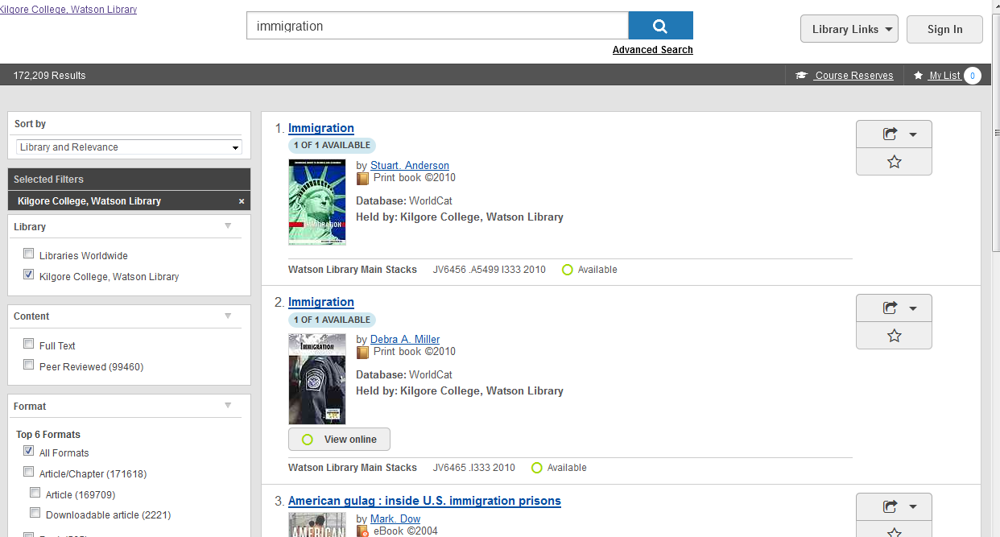 Kilgore College, Watson Library
immigration
Advanced Search
Library Links
Sign In
172,209 Results
Course Reserves
My List 0
Sort by
Library and Relevance
Selected Filters
Kilgore College, Watson Library ×
Library
Libraries Worldwide
Kilgore College, Watson Library
Content
Full Text
Peer Reviewed (99460)
Format
Top 6 Formats
All Formats
Article/Chapter (171618)
Article (169709)
Downloadable article (2221)
1. Immigration
1 OF 1 AVAILABLE
IMMIGRATION
by Stuart. Anderson
Print book ©2010
Database: WorldCat
Held by: Kilgore College, Watson Library
Watson Library Main Stacks JV6456 .A5499 I333 2010 Available
2. Immigration
1 OF 1 AVAILABLE
IMMIGRATION
by Debra A. Miller
Print book ©2010
Database: WorldCat
Held by: Kilgore College, Watson Library
View online
Watson Library Main Stacks JV6465 .I333 2010 Available
3. American gulag : inside U.S. immigration prisons
AMERICAN
by Mark. Dow
eBook ©2004